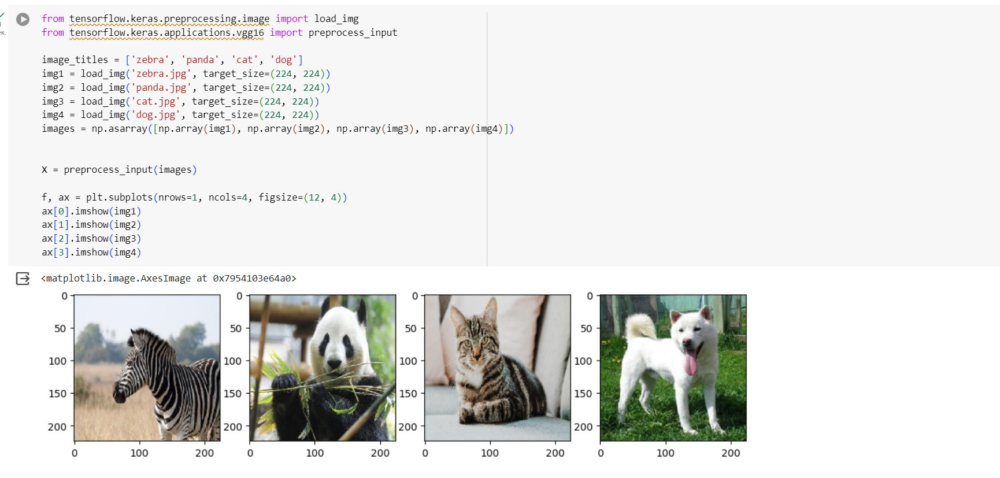 from tensorflow.keras.preprocessing.image import load_img
from tensorflow.keras.applications.vgg16 import preprocess_input
image_titles = ['zebra', 'panda', 'cat', 'dog']
img1 = load_img('zebra.jpg', target_size=(224, 224))
img2 = load_img('panda.jpg', target_size=(224, 224))
img3 = load_img('cat.jpg', target_size=(224, 224))
img4 = load_img('dog.jpg', target_size=(224, 224))
images = np.asarray([np.array(img1), np.array(img2), np.array(img3), np.array(img4)])
X = preprocess_input(images)
f, ax = plt.subplots(nrows=1, ncols=4, figsize=(12, 4))
ax[0].imshow(img1)
ax[1].imshow(img2)
ax[2].imshow(img3)
ax[3].imshow(img4)
<matplotlib.image.AxesImage at 0x7954103e64a0>
0 0 0 0
50 50 50 50
100 100 100 100
150 150 150 150
200 200 200 200
0 100 200 0 100 200 0 100 200 0 100 200